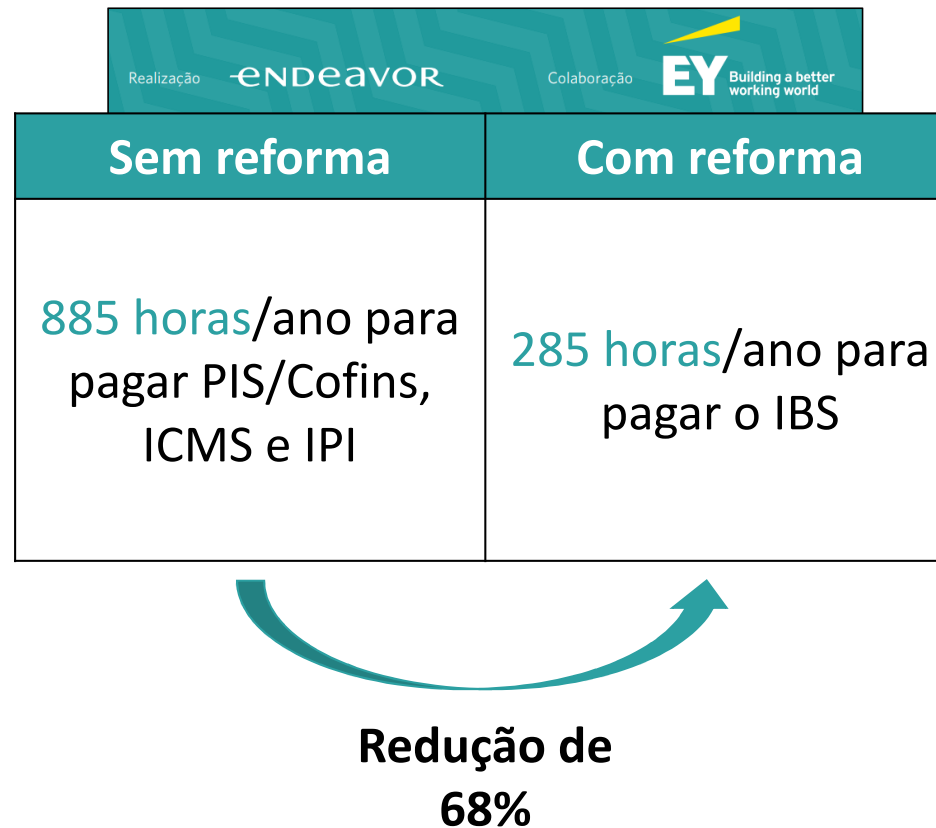 Realização ENDEAVOR Colaboração EY Building a better
working world
Sem reforma Com reforma
885 horas/ano para
pagar PIS/Cofins,
ICMS e IPI
285 horas/ano para
pagar o IBS
Redução de
68%